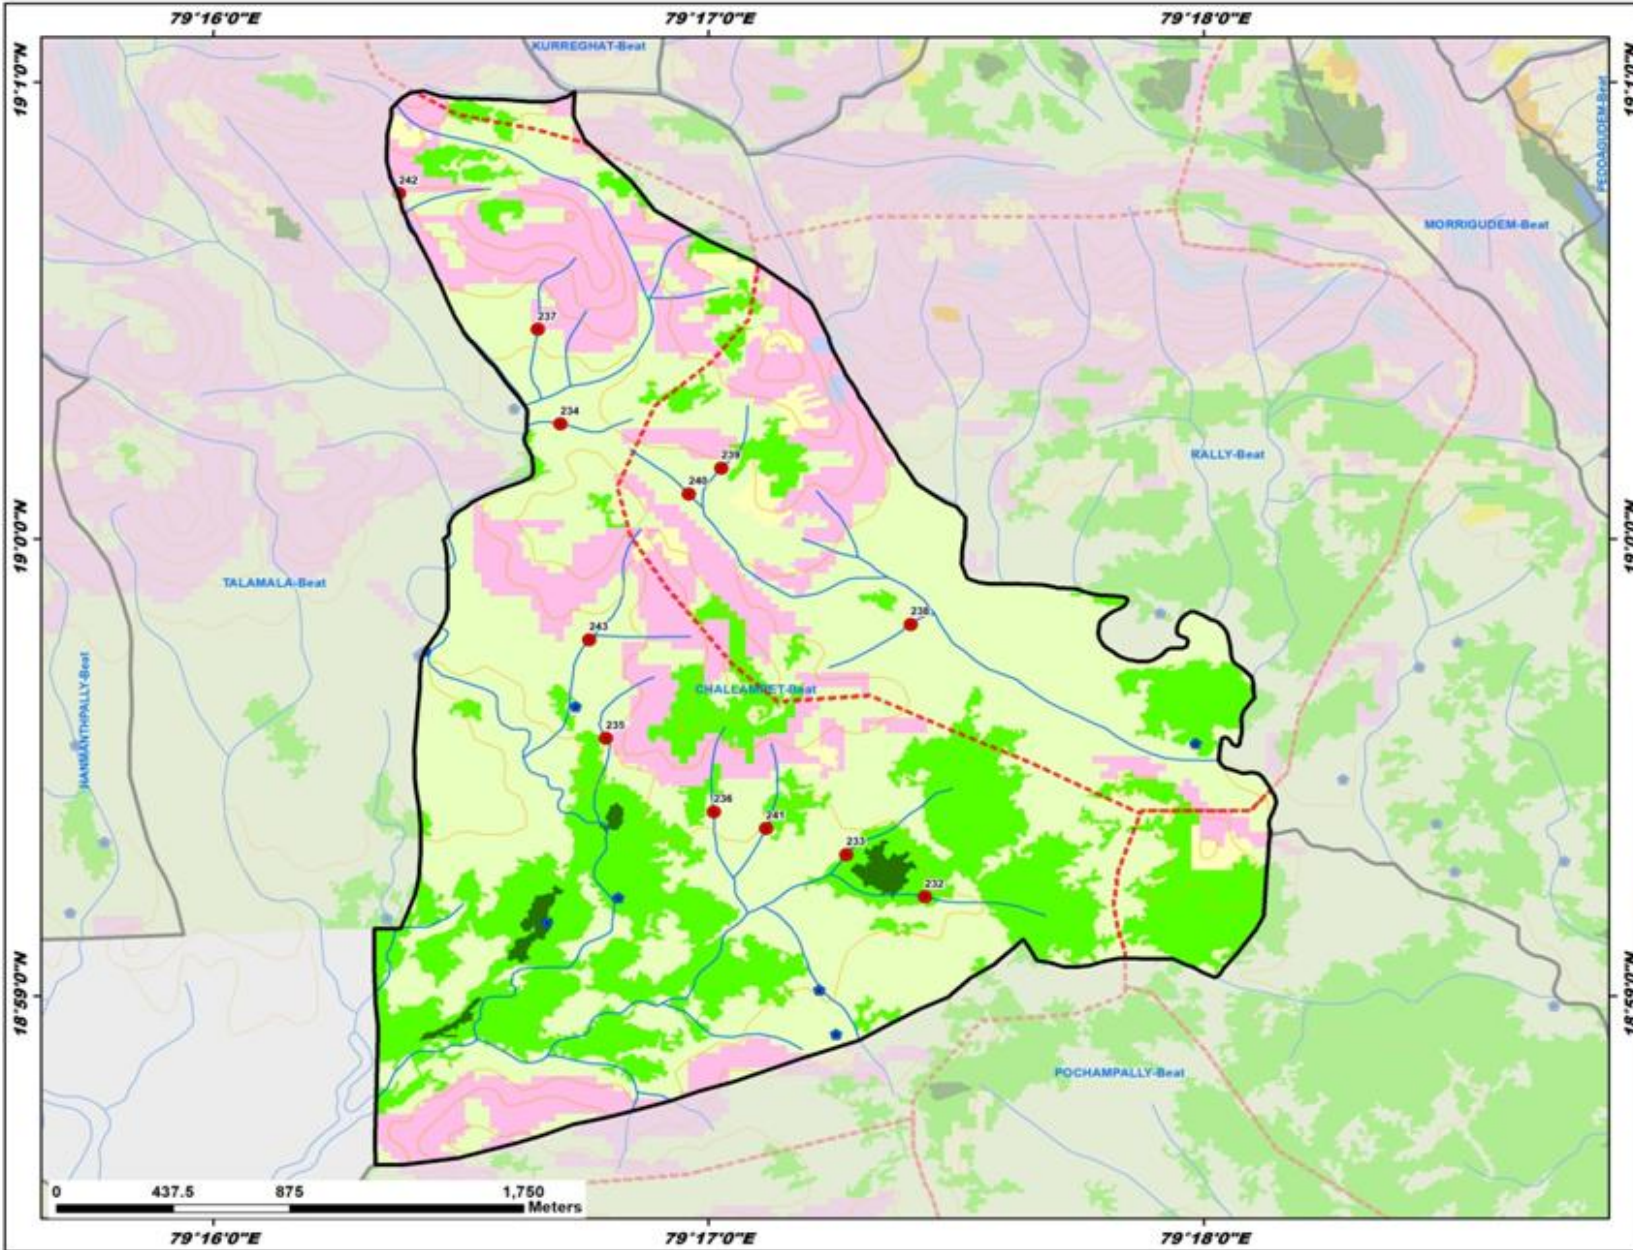 79°16'0"E 79°17'0"E 79°18'0"E
KURREGHAT-Beat
19°1'0"N
19°1'0"N
PEDDAGUDEM-Beat
242
MORRIGUDEM-Beat
237
234
RALLY-Beat
239
240
19°0'0"N
19°0'0"N
TALAMALA-Beat
238
243
HANMANTHPALLY-Beat
CHALLAMPET-Beat
235
236
241
233
232
18°59'0"N
18°59'0"N
POCHAMPALLY-Beat
0 437.5 875 1,750
Meters
79°16'0"E 79°17'0"E 79°18'0"E